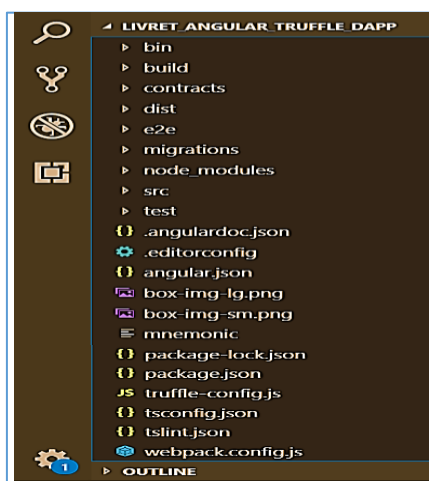 LIVRET_ANGULAR_TRUFFLE_DAPP
bin
build
contracts
dist
e2e
migrations
node_modules
src
test
{} .angulardoc.json
.editorconfig
{} angular.json
box-img-lg.png
box-img-sm.png
mnemonic
{} package-lock.json
{} package.json
JS truffle-config.js
{} tsconfig.json
{} tslint.json
webpack.config.js
1
OUTLINE